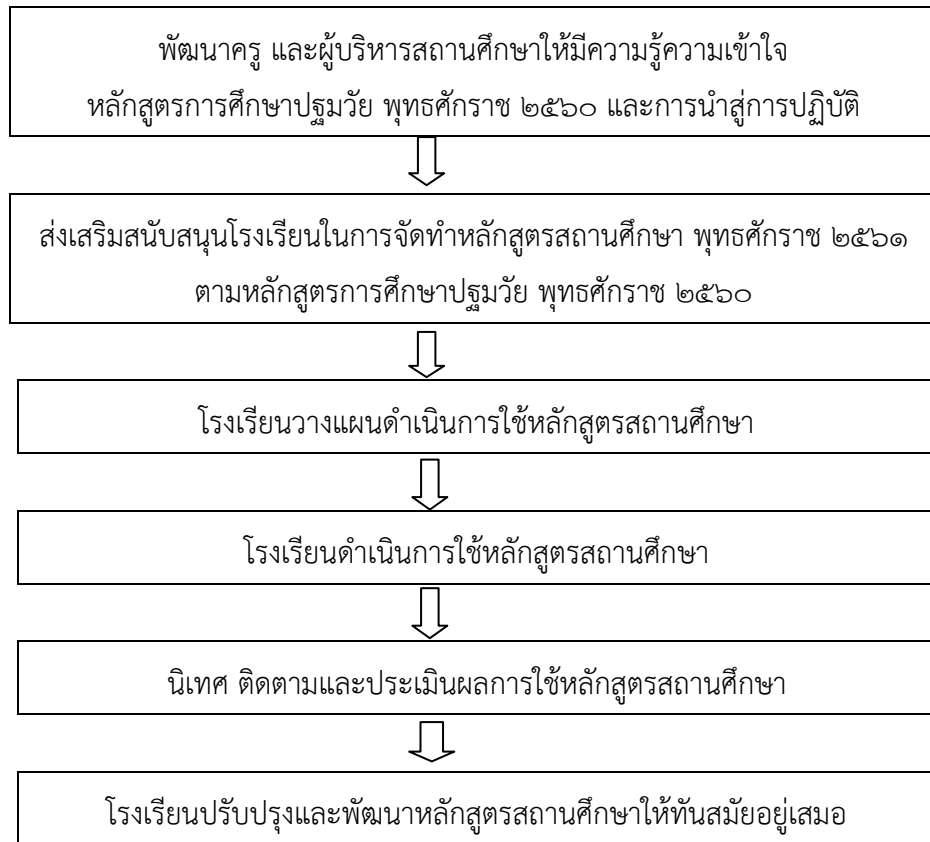 พัฒนาครู และผู้บริหารสถานศึกษาให้มีความรู้ความเข้าใจ
หลักสูตรการศึกษาปฐมวัย พุทธศักราช ๒๕๖๐ และการนำสู่การปฏิบัติ
ส่งเสริมสนับสนุนโรงเรียนในการจัดทำหลักสูตรสถานศึกษา พุทธศักราช ๒๕๖๑
ตามหลักสูตรการศึกษาปฐมวัย พุทธศักราช ๒๕๖๐
โรงเรียนวางแผนดำเนินการใช้หลักสูตรสถานศึกษา
โรงเรียนดำเนินการใช้หลักสูตรสถานศึกษา
นิเทศ ติดตามและประเมินผลการใช้หลักสูตรสถานศึกษา
โรงเรียนปรับปรุงและพัฒนาหลักสูตรสถานศึกษาให้ทันสมัยอยู่เสมอ